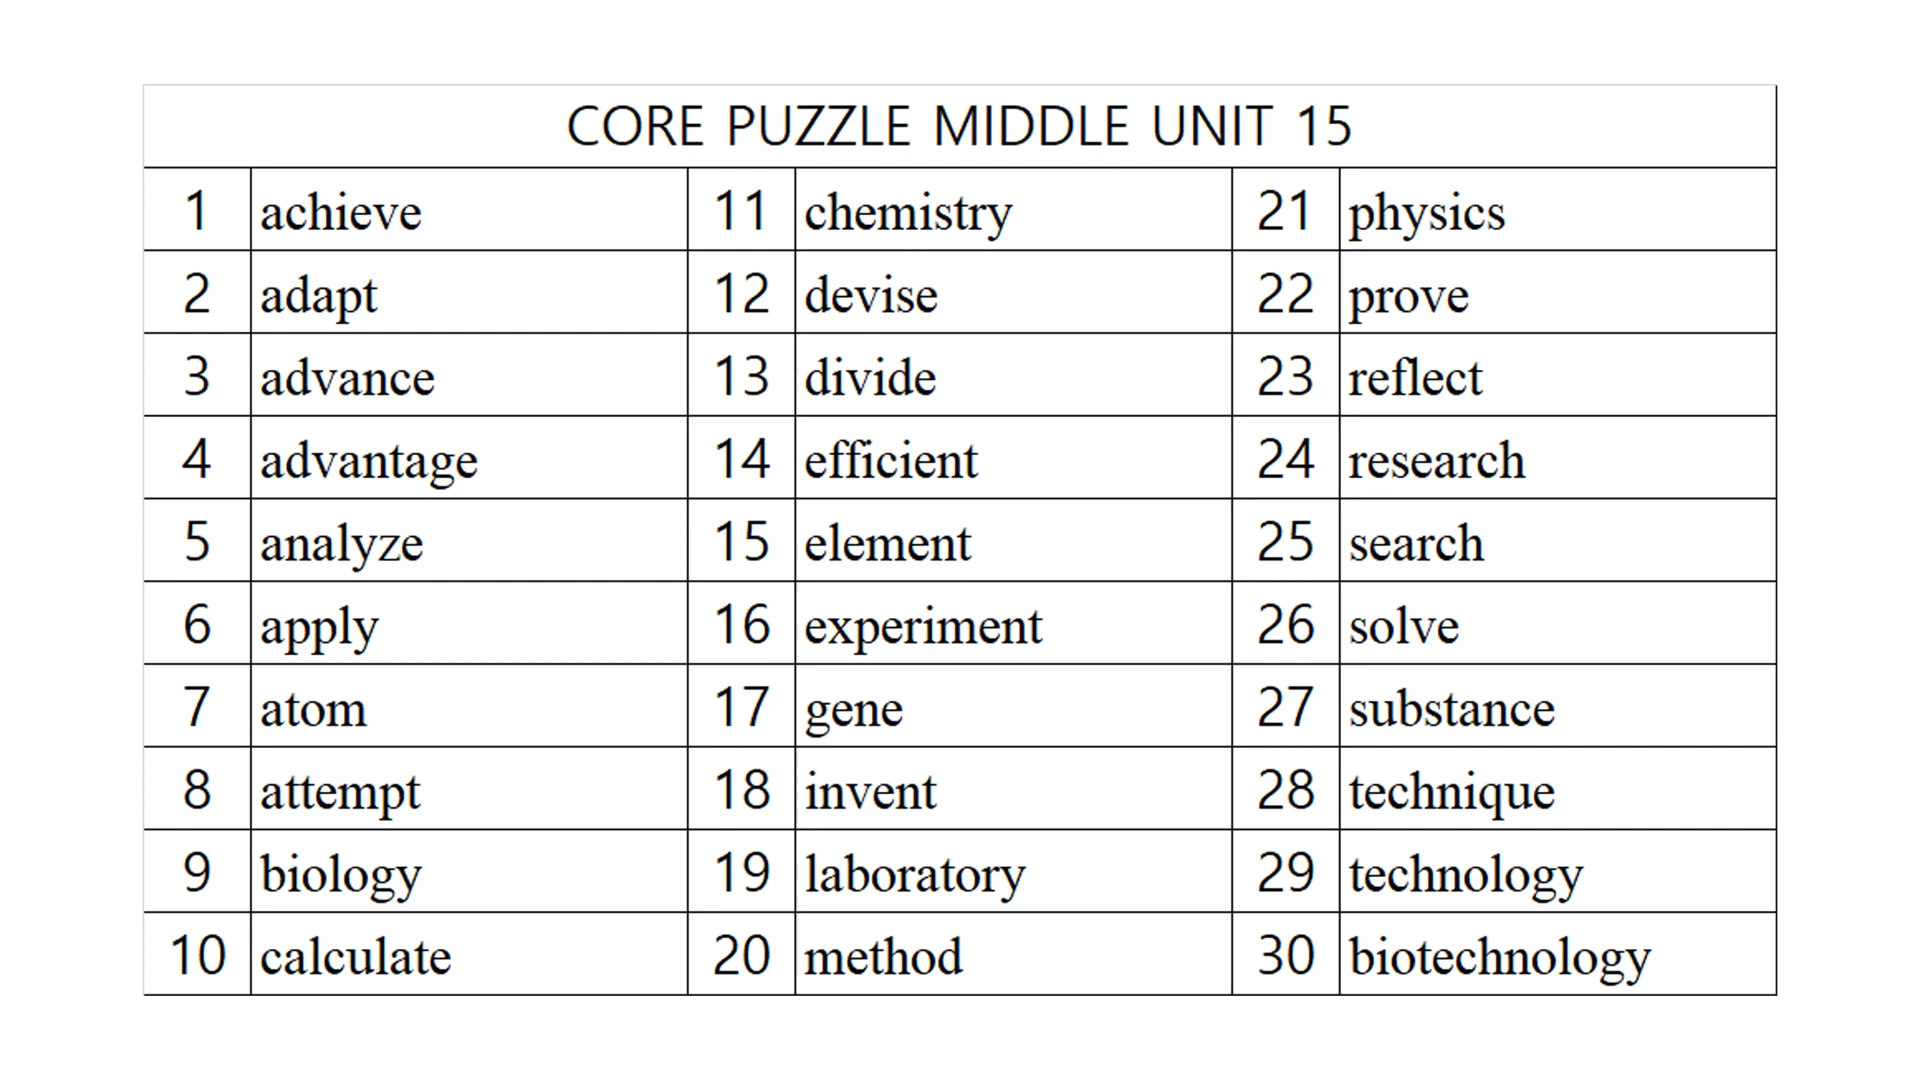 CORE PUZZLE MIDDLE UNIT 15
1 achieve 11 chemistry 21 physics
2 adapt 12 devise 22 prove
3 advance 13 divide 23 reflect
4 advantage 14 efficient 24 research
5 analyze 15 element 25 search
6 apply 16 experiment 26 solve
7 atom 17 gene 27 substance
8 attempt 18 invent 28 technique
9 biology 19 laboratory 29 technology
10 calculate 20 method 30 biotechnology